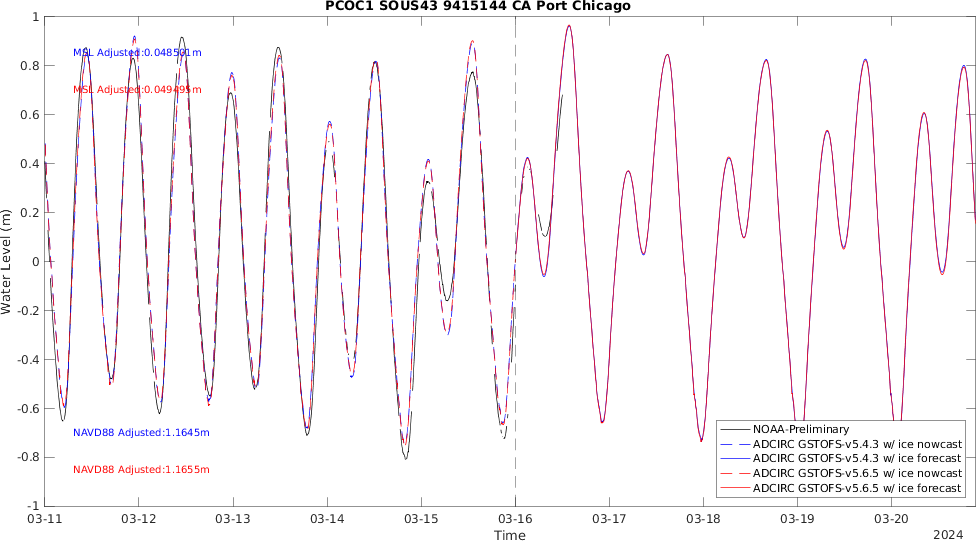 PCOC1 SOUS43 9415144 CA Port Chicago
1
0.8
0.6
0.4
0.2
0
-0.2
-0.4
-0.6
-0.8
-1
Water Level (m)
MSL Adjusted:0.048501m
MSL Adjusted:0.049495m
NAVD88 Adjusted:1.1645m
NAVD88 Adjusted:1.1655m
NOAA-Preliminary
ADCIRC GSTOFS-v5.4.3 w/ ice nowcast
ADCIRC GSTOFS-v5.4.3 w/ ice forecast
ADCIRC GSTOFS-v5.6.5 w/ ice nowcast
ADCIRC GSTOFS-v5.6.5 w/ ice forecast
03-11 03-12 03-13 03-14 03-15 03-16 03-17 03-18 03-19 03-20
Time
2024